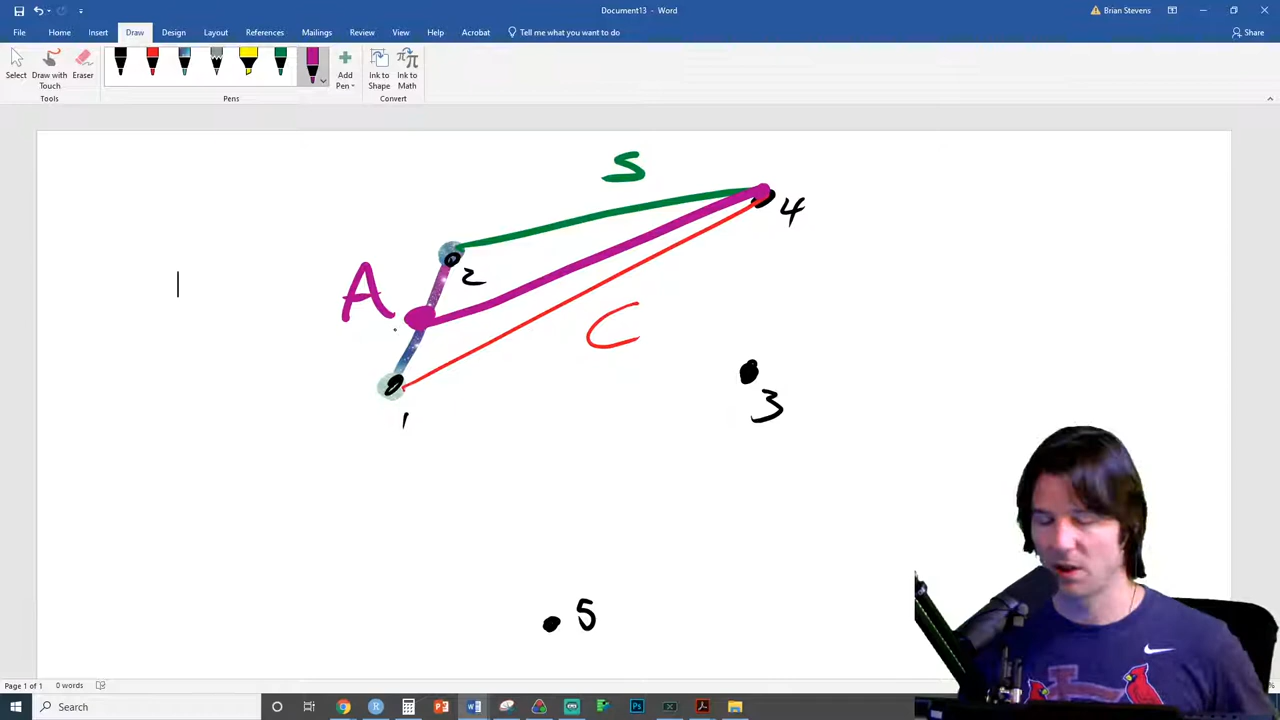 Document13 - Word
Brian Stevens
File Home Insert Draw Design Layout References Mailings Review View Help Acrobat Tell me what you want to do Share
Select Draw with Touch Eraser Add Pen Ink to Shape Ink to Math
Tools Pens Convert
S
4
2
A
C
3
1
5
Page 1 of 1 0 words
Search